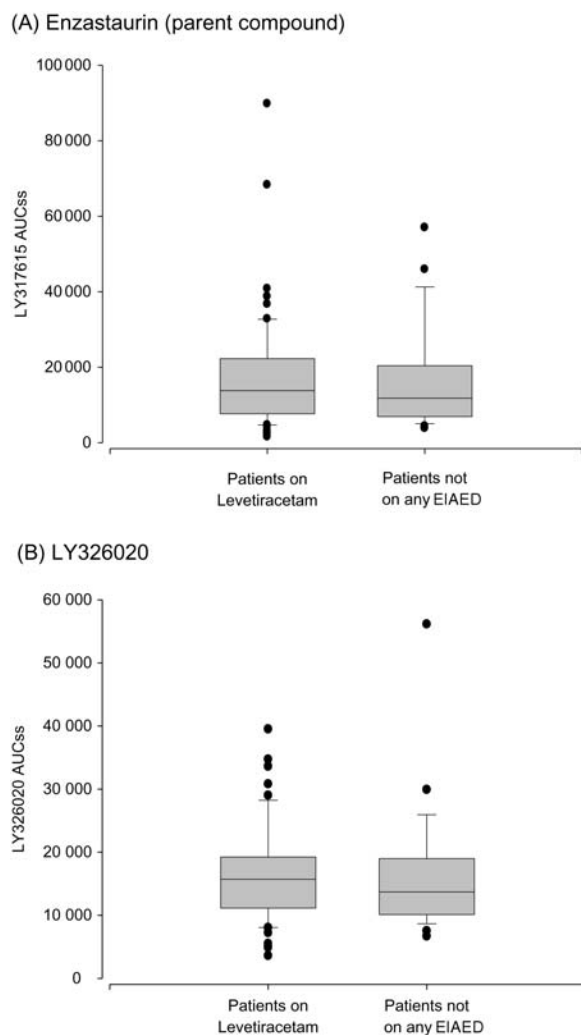 (A) Enzastaurin (parent compound)
100 000
80 000
60 000
40 000
20 000
0
LY317615 AUCss
Patients on
Levetiracetam
Patients not
on any EIAED
(B) LY326020
60 000
50 000
40 000
30 000
20 000
10 000
0
LY326020 AUCss
Patients on
Levetiracetam
Patients not
on any EIAED